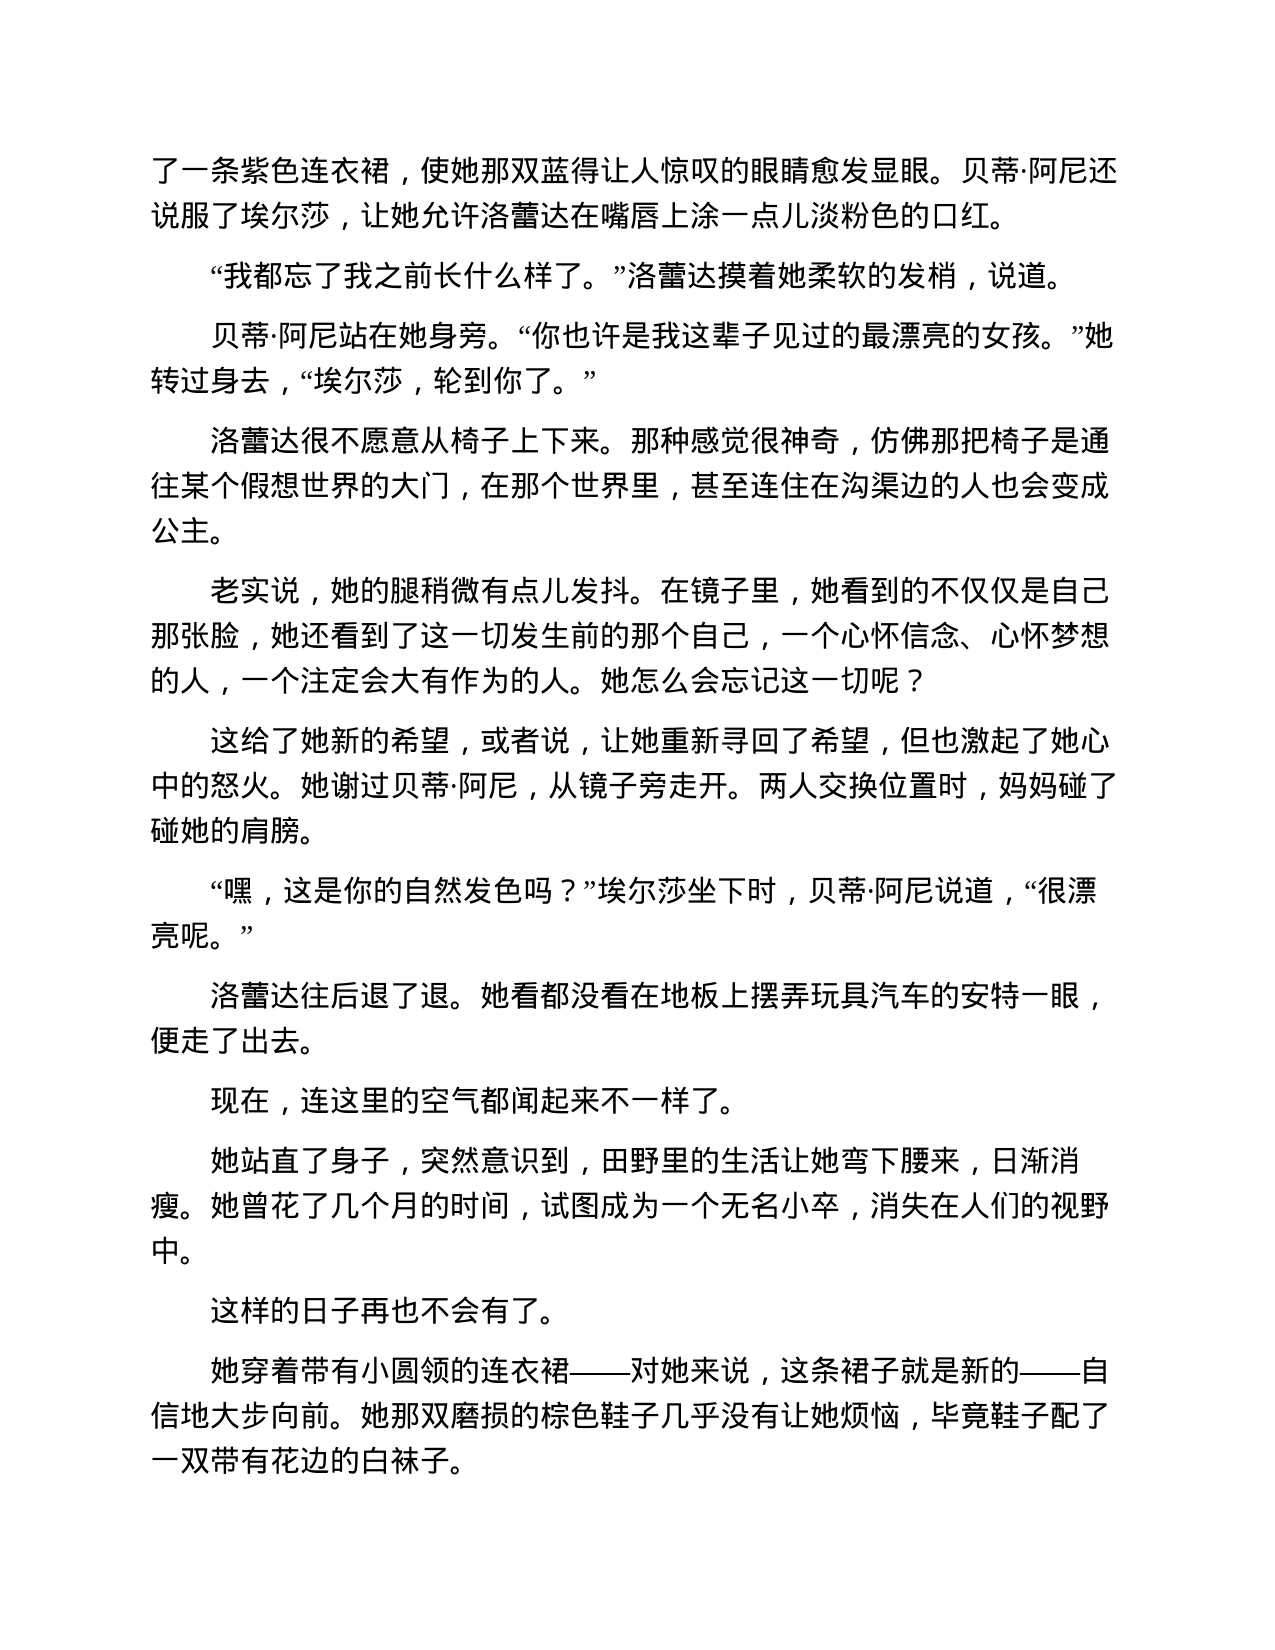 了一条紫色连衣裙，使她那双蓝得让人惊叹的眼睛愈发显眼。贝蒂·阿尼还
说服了埃尔莎，让她允许洛蕾达在嘴唇上涂一点儿淡粉色的口红。
“我都忘了我之前长什么样了。”洛蕾达摸着她柔软的发梢，说道。
贝蒂·阿尼站在她身旁。“你也许是我这辈子见过的最漂亮的女孩。”她
转过身去，“埃尔莎，轮到你了。”
洛蕾达很不愿意从椅子上下来。那种感觉很神奇，仿佛那把椅子是通
往某个假想世界的大门，在那个世界里，甚至连住在沟渠边的人也会变成
公主。
老实说，她的腿稍微有点儿发抖。在镜子里，她看到的不仅仅是自己
那张脸，她还看到了这一切发生前的那个自己，一个心怀信念、心怀梦想
的人，一个注定会大有作为的人。她怎么会忘记这一切呢？
这给了她新的希望，或者说，让她重新寻回了希望，但也激起了她心
中的怒火。她谢过贝蒂·阿尼，从镜子旁走开。两人交换位置时，妈妈碰了
碰她的肩膀。
“嘿，这是你的自然发色吗？”埃尔莎坐下时，贝蒂·阿尼说道，“很漂
亮呢。”
洛蕾达往后退了退。她看都没看在地板上摆弄玩具汽车的安特一眼，
便走了出去。
现在，连这里的空气都闻起来不一样了。
她站直了身子，突然意识到，田野里的生活让她弯下腰来，日渐消
瘦。她曾花了几个月的时间，试图成为一个无名小卒，消失在人们的视野
中。
这样的日子再也不会有了。
她穿着带有小圆领的连衣裙——对她来说，这条裙子就是新的——自
信地大步向前。她那双磨损的棕色鞋子几乎没有让她烦恼，毕竟鞋子配了
一双带有花边的白袜子。